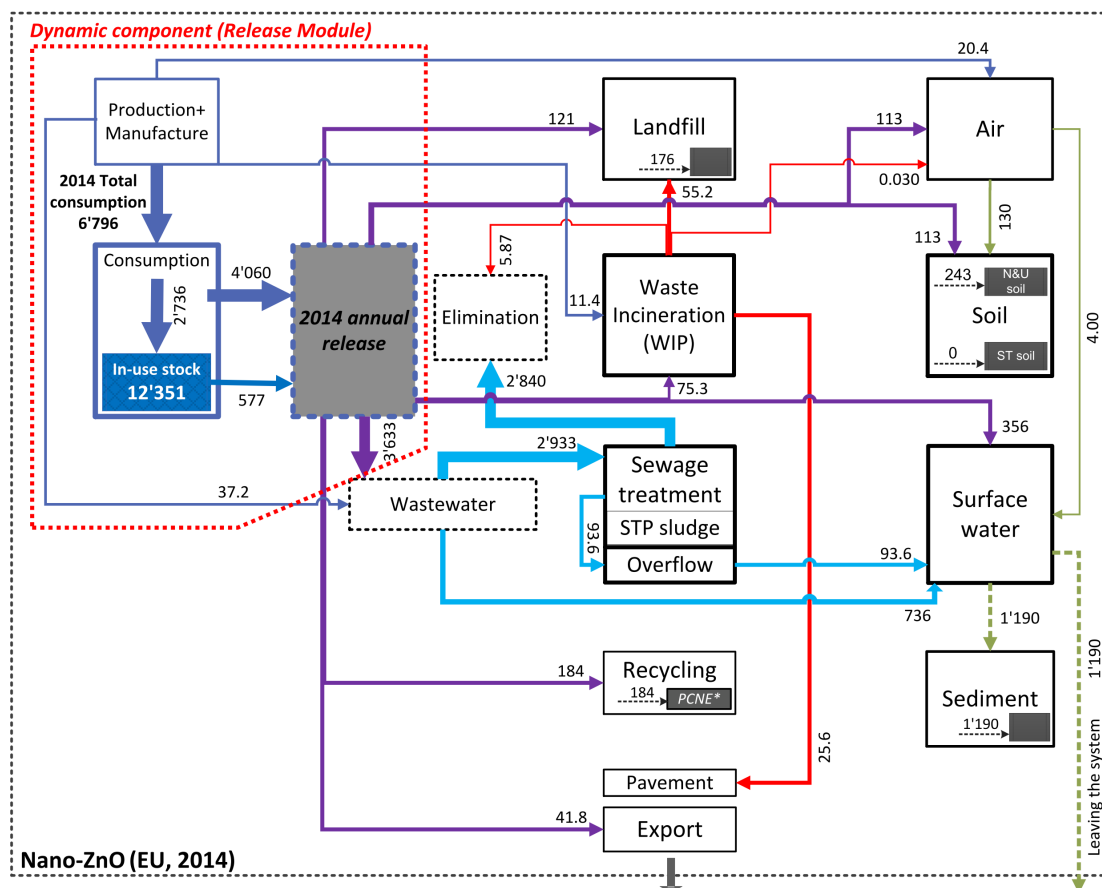 Dynamic component (Release Module)
20.4
Production+
Manufacture
121
Landfill
176
113
Air
0.030
55.2
2014 Total
consumption
6'796
5.87
113
130
4.00
Consumption
2'736
4'060
In-use stock
12'351
577
2014 annual
release
Elimination
11.4
Waste
Incineration
(WIP)
243
N&U
soil
Soil
0
ST soil
2'840
75.3
356
3'633
2'933
Sewage
treatment
STP sludge
Overflow
93.6
37.2
Wastewater
Surface
water
93.6
736
1'190
1'190
184
Recycling
184
PCNE*
Sediment
1'190
25.6
Leaving the system
Pavement
41.8
Export
Nano-ZnO (EU, 2014)